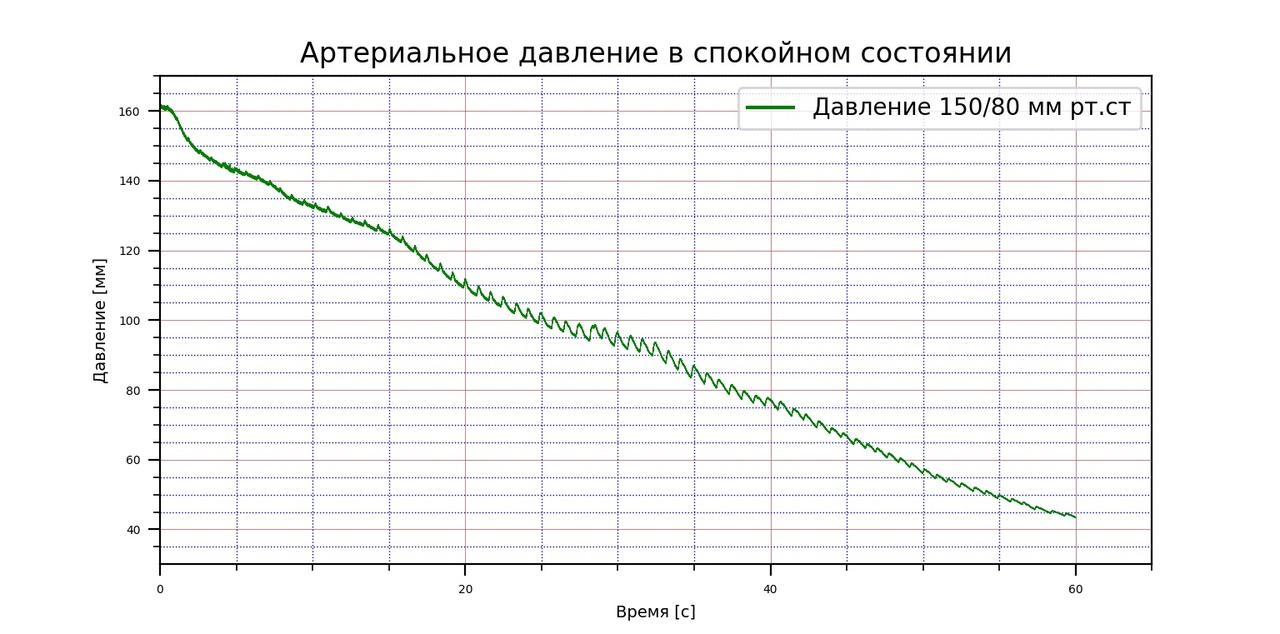 Артериальное давление в спокойном состоянии
Давление 150/80 мм рт.ст
160
140
120
100
80
60
40
Давление [мм]
0 20 40 60
Время [с]